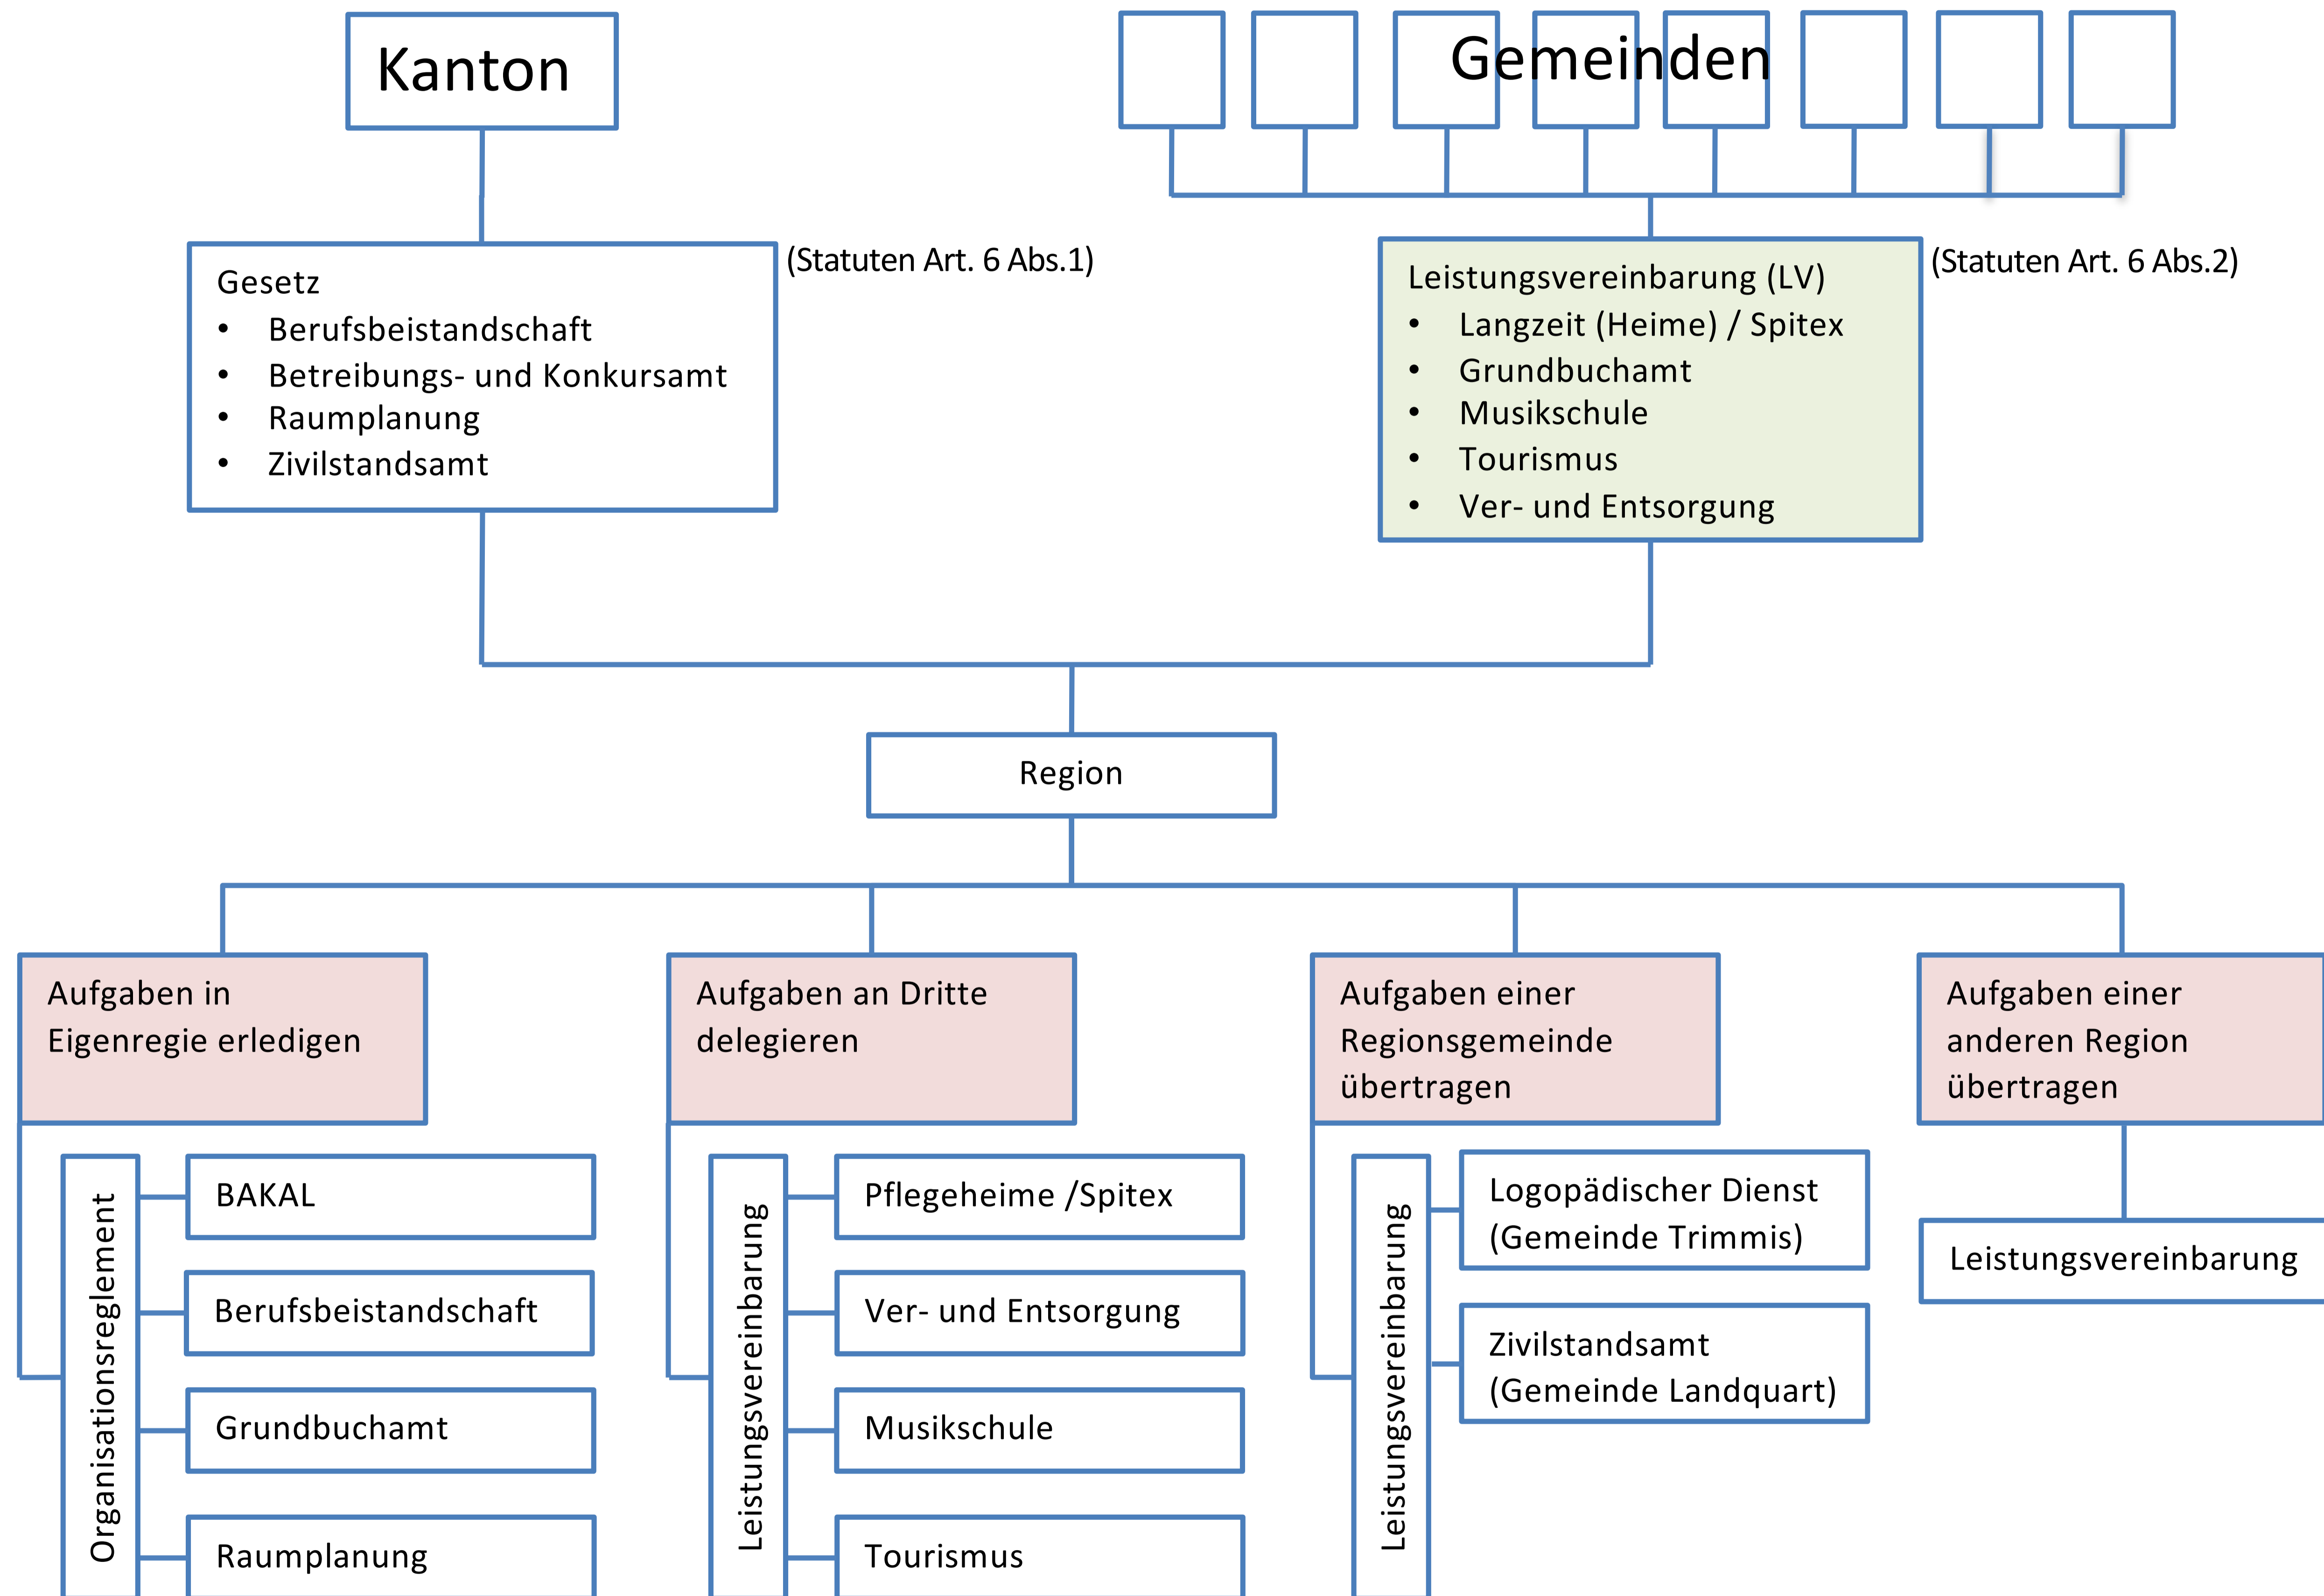 Kanton
Gemeinden
Gesetz
• Berufsbeistandschaft
• Betreibungs- und Konkursamt
• Raumplanung
• Zivilstandsamt
(Statuten Art. 6 Abs.1)
Leistungsvereinbarung (LV)
• Langzeit (Heime) / Spitex
• Grundbuchamt
• Musikschule
• Tourismus
• Ver- und Entsorgung
(Statuten Art. 6 Abs.2)
Region
Aufgaben in
Eigenregie erledigen
Organisationsreglement
BAKAL
Berufsbeistandschaft
Grundbuchamt
Raumplanung
Aufgaben an Dritte
delegieren
Leistungsvereinbarung
Pflegeheime /Spitex
Ver- und Entsorgung
Musikschule
Tourismus
Aufgaben einer
Regionsgemeinde
übertragen
Leistungsvereinbarung
Logopädischer Dienst
(Gemeinde Trimmis)
Zivilstandsamt
(Gemeinde Landquart)
Aufgaben einer
anderen Region
übertragen
Leistungsvereinbarung